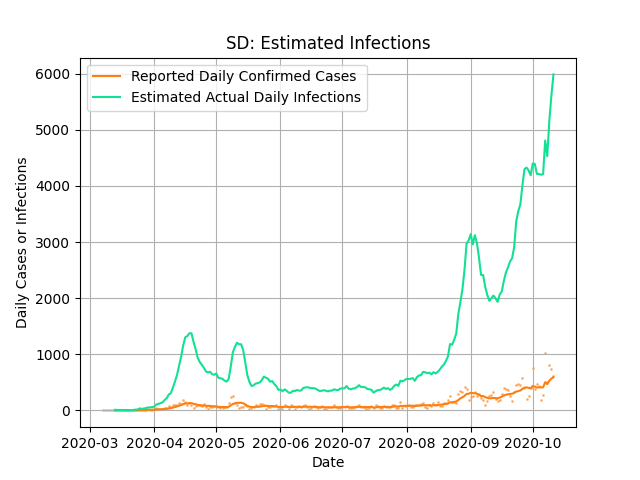 SD: Estimated Infections
Reported Daily Confirmed Cases
Estimated Actual Daily Infections
Daily Cases or Infections
6000
5000
4000
3000
2000
1000
0
2020-03 2020-04 2020-05 2020-06 2020-07 2020-08 2020-09 2020-10
Date